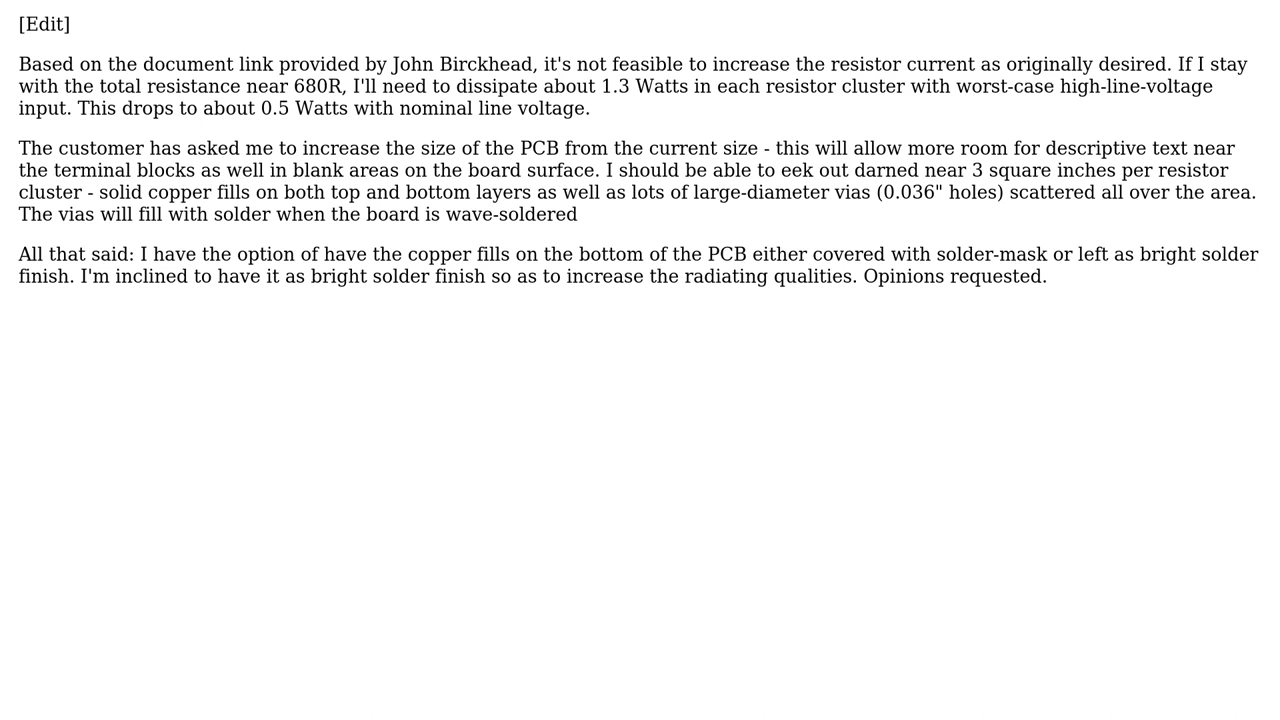 [Edit]
Based on the document link provided by John Birckhead, it's not feasible to increase the resistor current as originally desired. If I stay
with the total resistance near 680R, I'll need to dissipate about 1.3 Watts in each resistor cluster with worst-case high-line-voltage
input. This drops to about 0.5 Watts with nominal line voltage.
The customer has asked me to increase the size of the PCB from the current size - this will allow more room for descriptive text near
the terminal blocks as well in blank areas on the board surface. I should be able to eek out darned near 3 square inches per resistor
cluster - solid copper fills on both top and bottom layers as well as lots of large-diameter vias (0.036" holes) scattered all over the area.
The vias will fill with solder when the board is wave-soldered
All that said: I have the option of have the copper fills on the bottom of the PCB either covered with solder-mask or left as bright solder
finish. I'm inclined to have it as bright solder finish so as to increase the radiating qualities. Opinions requested.